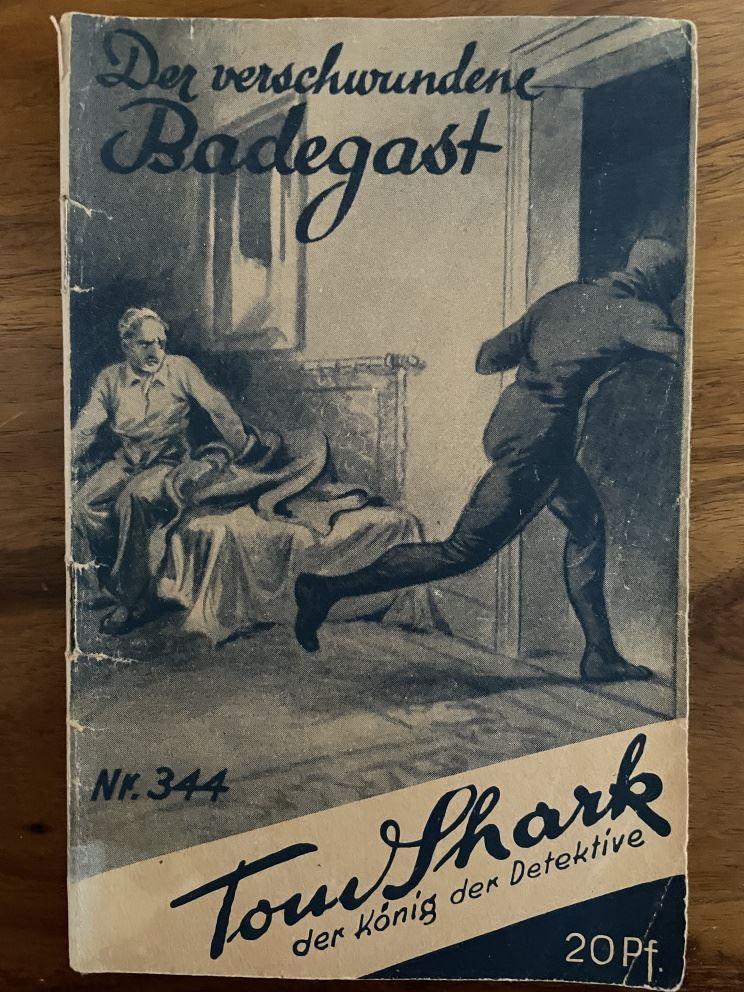 Der verschwundene
Badegast
Nr. 344
Tom Shark
der König der Detektive
20 Pf.